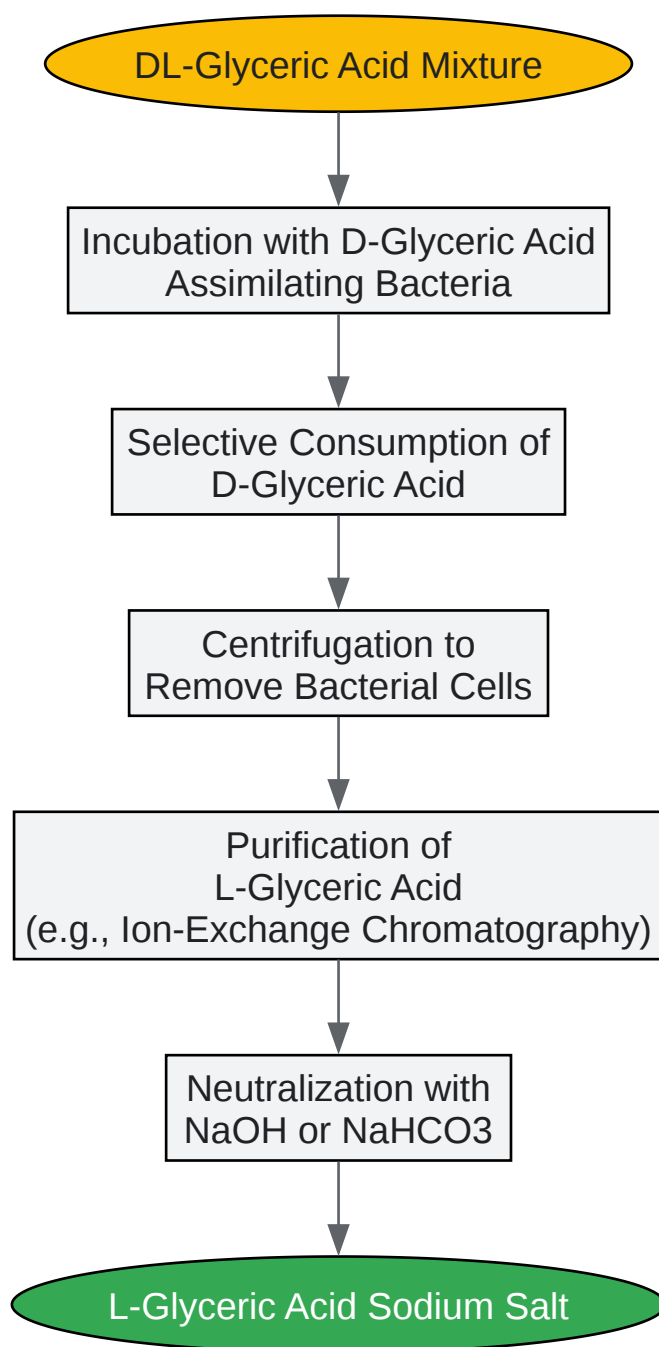 DL-Glyceric Acid Mixture
Incubation with D-Glyceric Acid
Assimilating Bacteria
Selective Consumption of
D-Glyceric Acid
Centrifugation to
Remove Bacterial Cells
Purification of
L-Glyceric Acid
(e.g., Ion-Exchange Chromatography)
Neutralization with
NaOH or NaHCO3
L-Glyceric Acid Sodium Salt